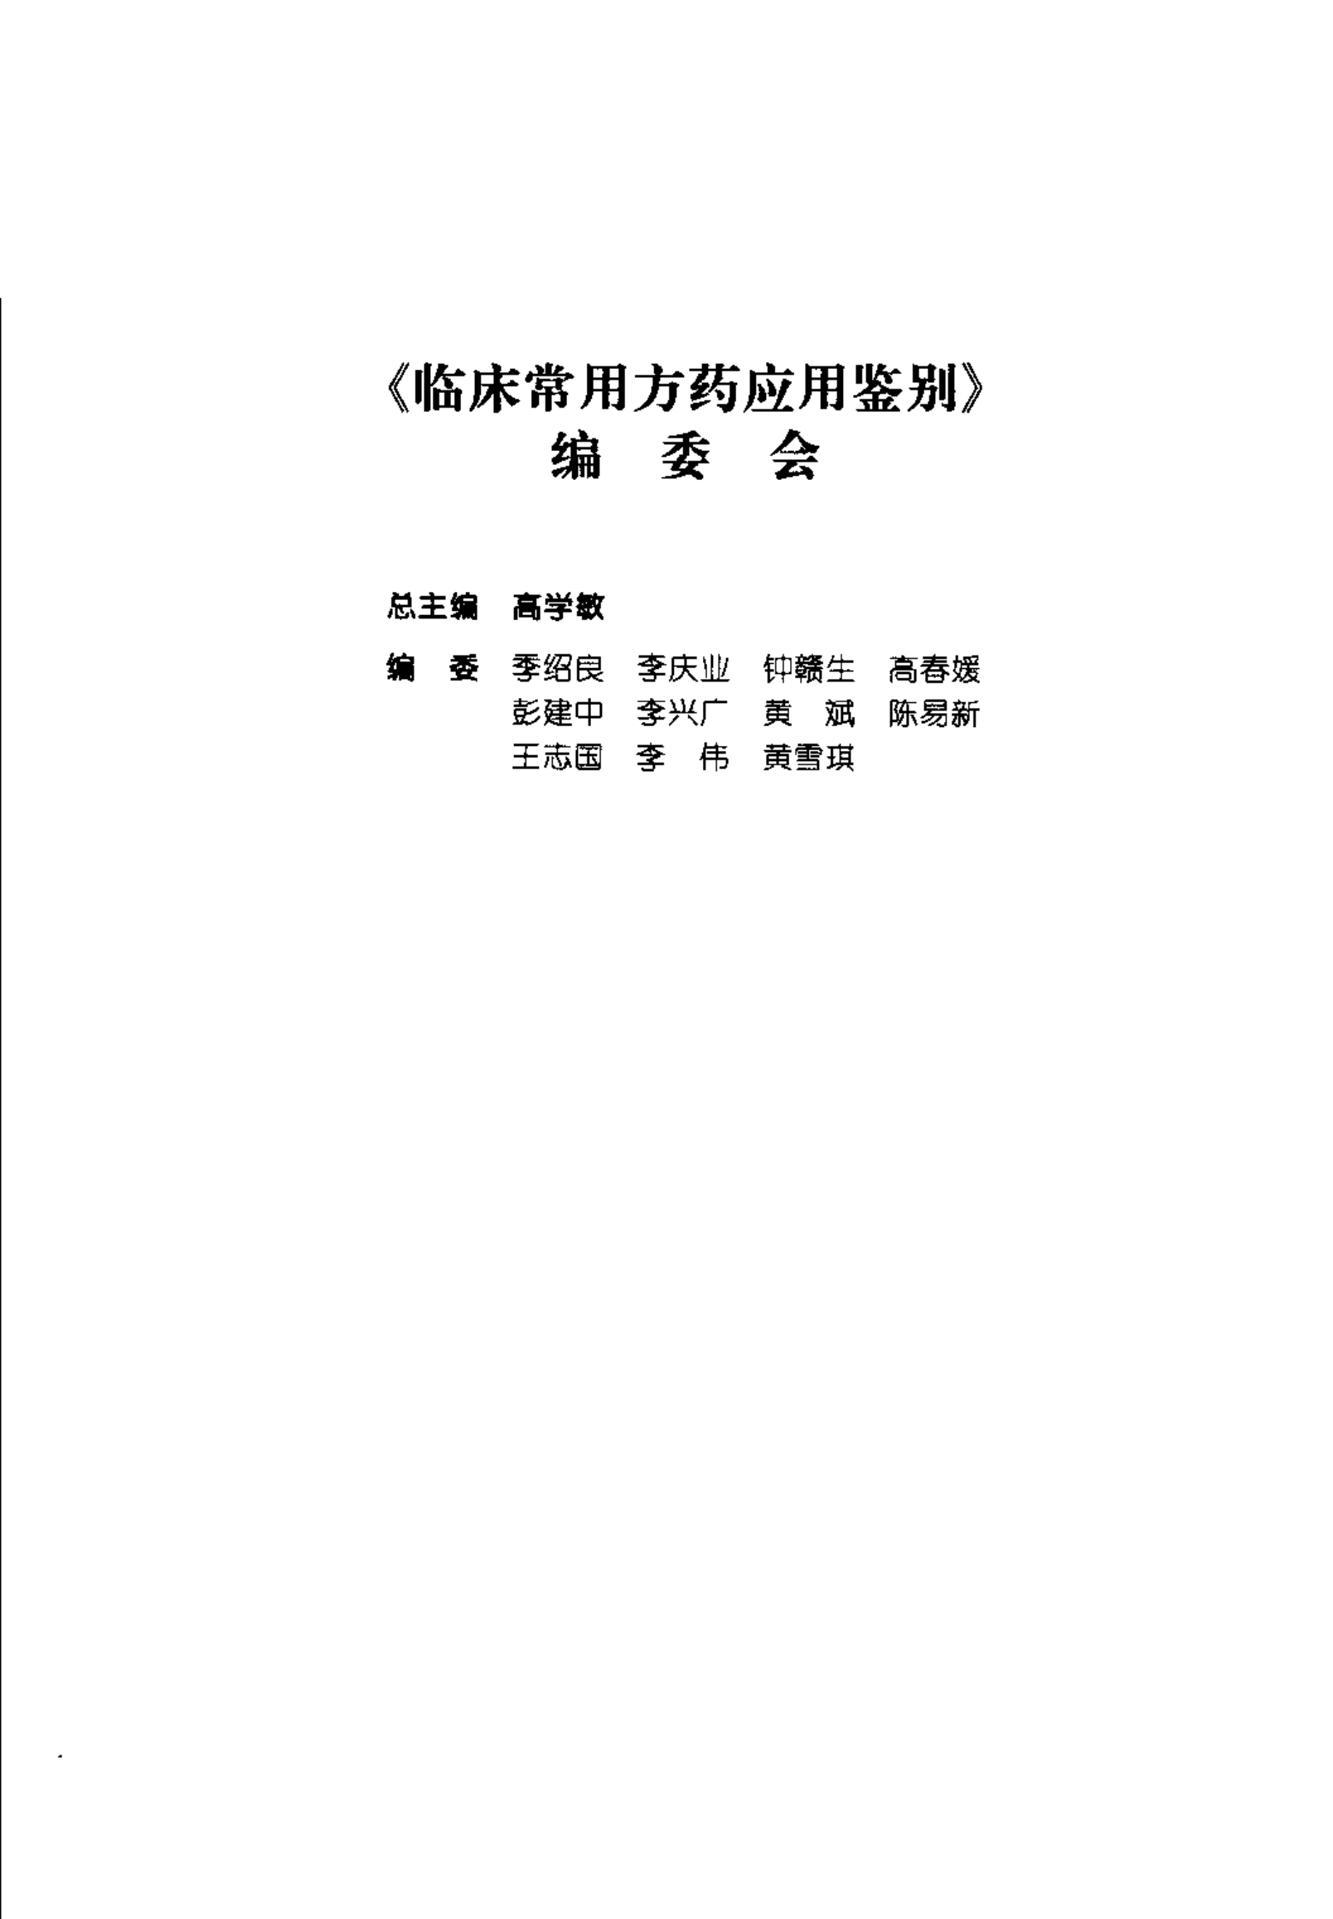 《临床常用方药应用鉴别》
编 委 会
总主编 高学敏
编 委 季绍良 李庆业 钟赣生 高春媛
彭建中 李兴广 黄 斌 陈易新
王志国 李 伟 黄雪琪